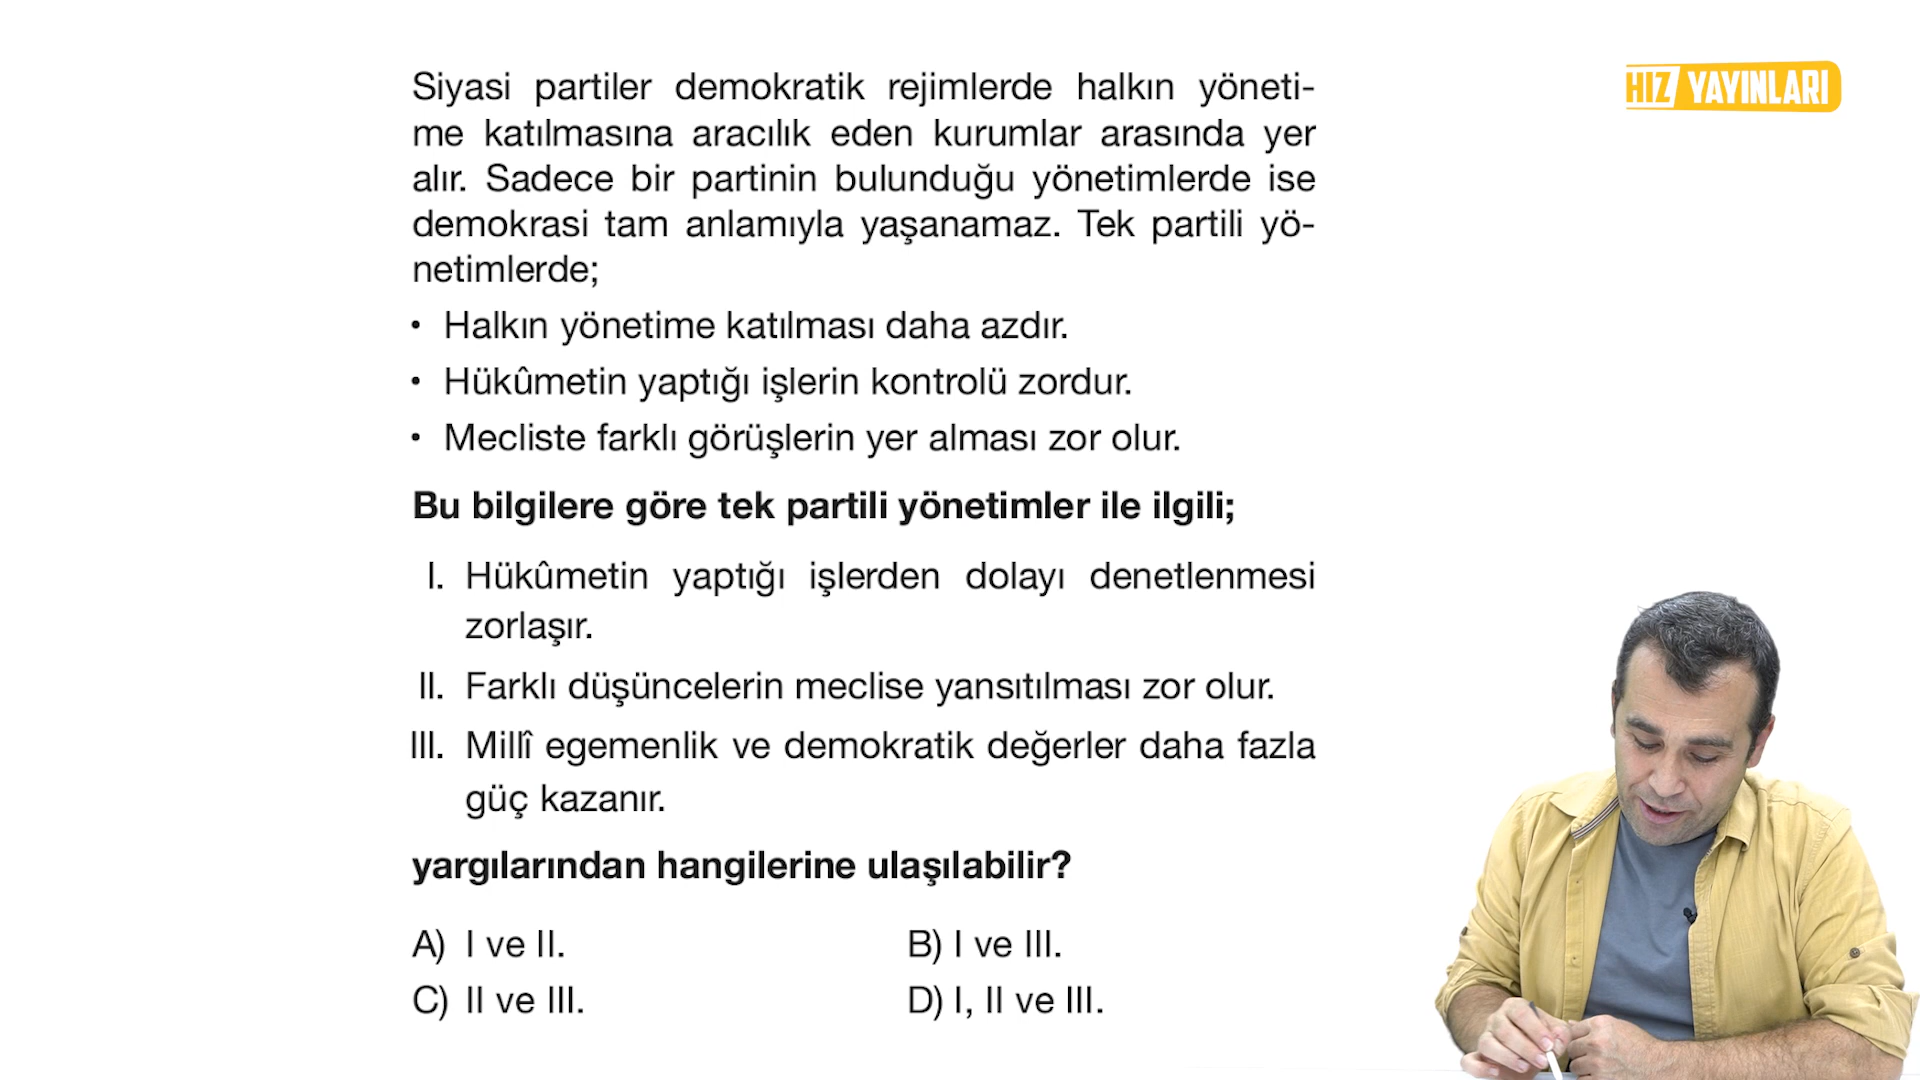 HIZ YAYINLARI
Siyasi partiler demokratik rejimlerde halkın yöneti-
me katılmasına aracılık eden kurumlar arasında yer
alır. Sadece bir partinin bulunduğu yönetimlerde ise
demokrasi tam anlamıyla yaşanamaz. Tek partili yö-
netimlerde;
• Halkın yönetime katılması daha azdır.
• Hükûmetin yaptığı işlerin kontrolü zordur.
• Mecliste farklı görüşlerin yer alması zor olur.
Bu bilgilere göre tek partili yönetimler ile ilgili;
I. Hükûmetin yaptığı işlerden dolayı denetlenmesi
zorlaşır.
II. Farklı düşüncelerin meclise yansıtılması zor olur.
III. Millî egemenlik ve demokratik değerler daha fazla
güç kazanır.
yargılarından hangilerine ulaşılabilir?
A) I ve II. B) I ve III.
C) II ve III. D) I, II ve III.